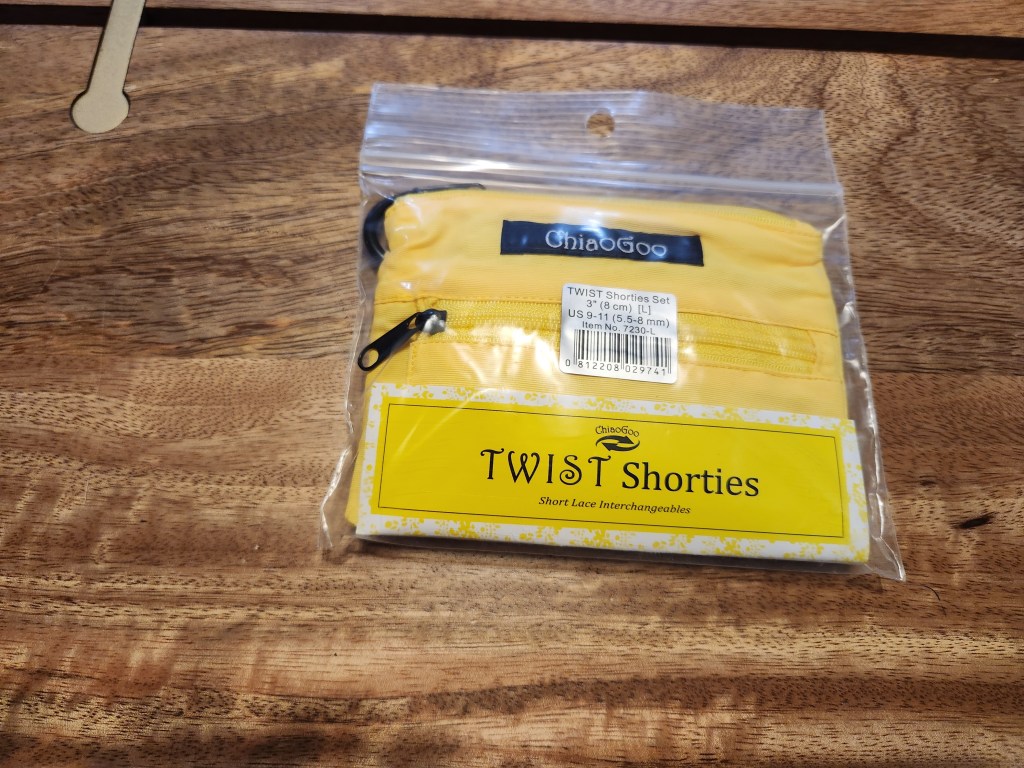 ChiaoGoo
TWIST Shorties Set
3" (8 cm) [L]
US 9-11 (5.5-8 mm)
Item No. 7230-L
0 812208 029741
ChiaoGoo
TWIST Shorties
Short Lace Interchangeables